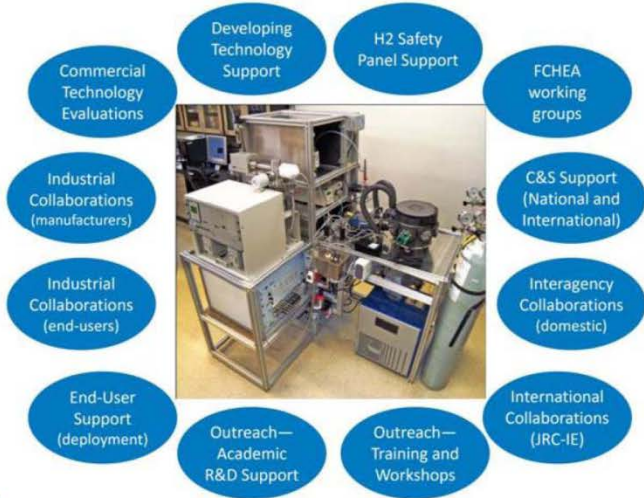 Developing
Technology
Support
H2 Safety
Panel Support
Commercial
Technology
Evaluations
FCHEA
working
groups
Industrial
Collaborations
(manufacturers)
C&S Support
(National and
International)
Industrial
Collaborations
(end-users)
Interagency
Collaborations
(domestic)
End-User
Support
(deployment)
International
Collaborations
(JRC-IE)
Outreach—
Academic
R&D Support
Outreach—
Training and
Workshops